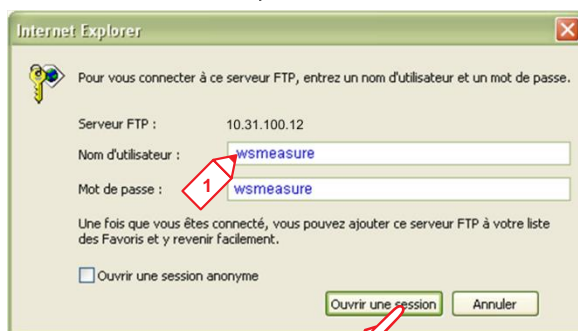 Internet Explorer
Pour vous connecter à ce serveur FTP, entrez un nom d'utilisateur et un mot de passe.
Serveur FTP : 10.31.100.12
Nom d'utilisateur : wsmeasure
Mot de passe : 1 wsmeasure
Une fois que vous êtes connecté, vous pouvez ajouter ce serveur FTP à votre liste
des Favoris et y revenir facilement.
Ouvrir une session anonyme
Ouvrir une session Annuler